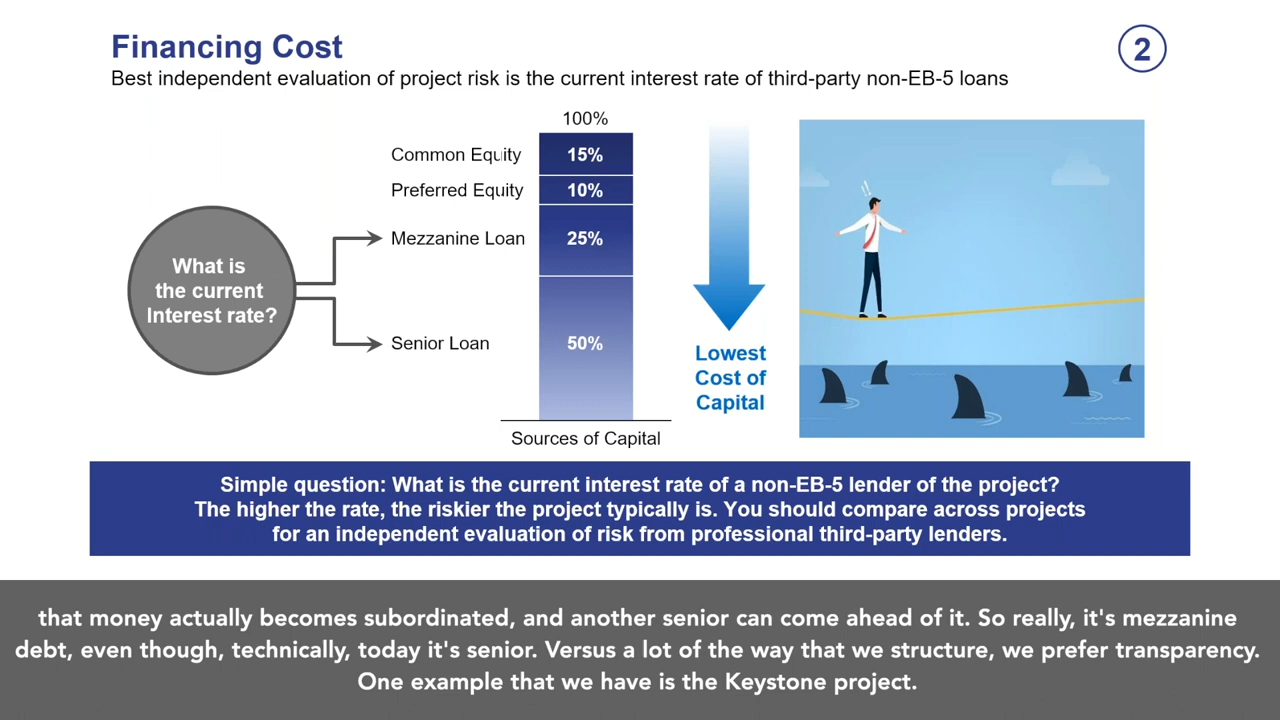 Financing Cost
2
Best independent evaluation of project risk is the current interest rate of third-party non-EB-5 loans
100%
Common Equity 15%
Preferred Equity 10%
Mezzanine Loan 25%
Senior Loan 50%
Sources of Capital
What is
the current
Interest rate?
Lowest
Cost of
Capital
!!
Simple question: What is the current interest rate of a non-EB-5 lender of the project?
The higher the rate, the riskier the project typically is. You should compare across projects
for an independent evaluation of risk from professional third-party lenders.
that money actually becomes subordinated, and another senior can come ahead of it. So really, it's mezzanine
debt, even though, technically, today it's senior. Versus a lot of the way that we structure, we prefer transparency.
One example that we have is the Keystone project.